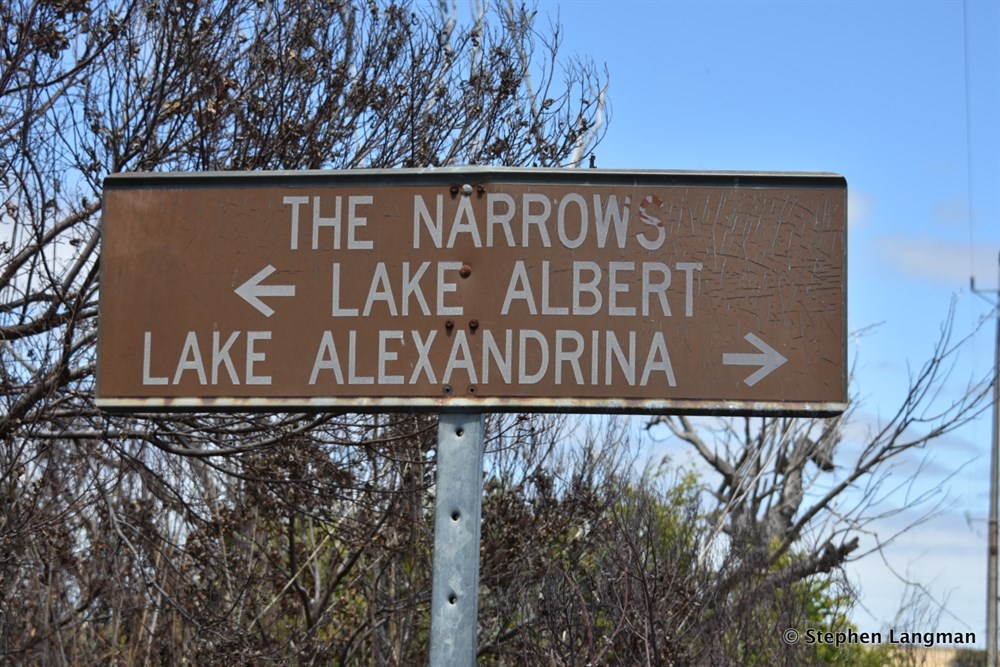 THE NARROWS
← LAKE ALBERT
LAKE ALEXANDRINA →
© Stephen Langman